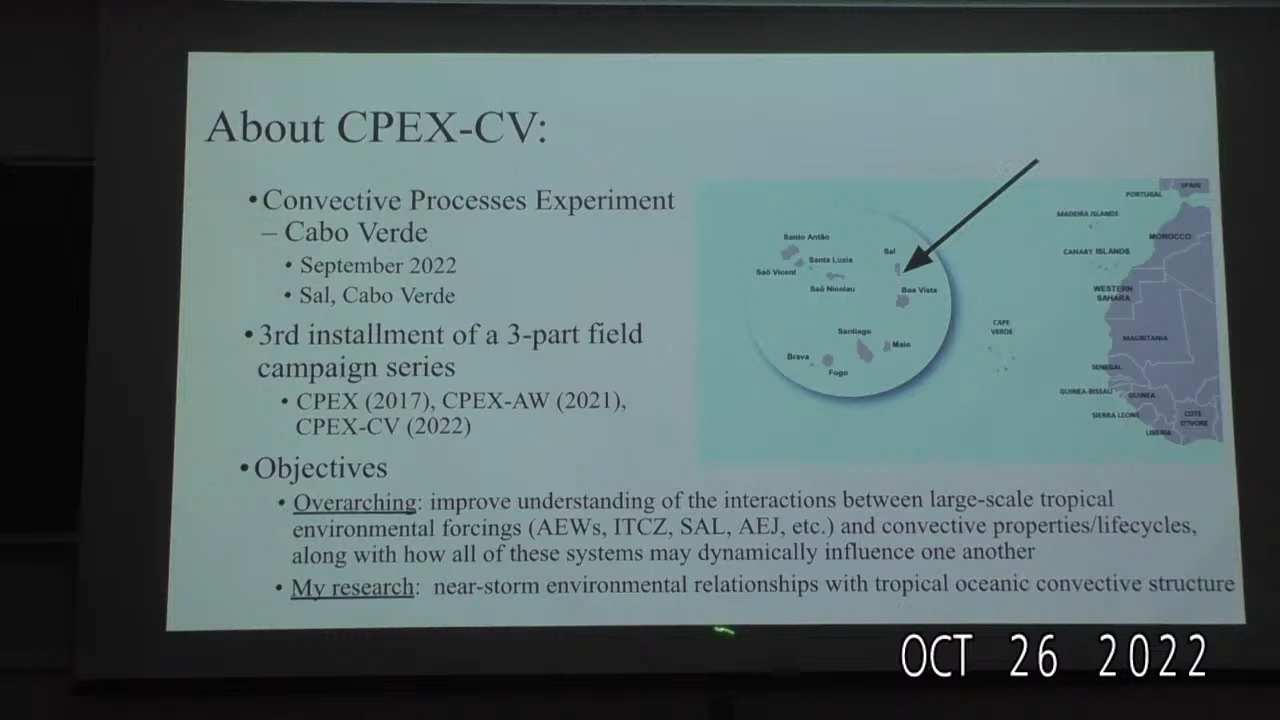 About CPEX-CV:
• Convective Processes Experiment
– Cabo Verde
• September 2022
• Sal, Cabo Verde
• 3rd installment of a 3-part field
campaign series
• CPEX (2017), CPEX-AW (2021),
CPEX-CV (2022)
• Objectives
• Overarching: improve understanding of the interactions between large-scale tropical
environmental forcings (AEWs, ITCZ, SAL, AEJ, etc.) and convective properties/lifecycles,
along with how all of these systems may dynamically influence one another
• My research: near-storm environmental relationships with tropical oceanic convective structure
Santo Antão
Saõ Vicent
Santa Luzia
Saõ Nicolau
Sal
Boa Vista
Santiago
Maio
Brava
Fogo
SPAIN
PORTUGAL
MADEIRA ISLANDS
MOROCCO
CANARY ISLANDS
WESTERN
SAHARA
CAPE
VERDE
MAURITANIA
SENEGAL
GUINEA-BISSAU
GUINEA
SIERRA LEONE
COTE
D'IVOIRE
LIBERIA
OCT 26 2022